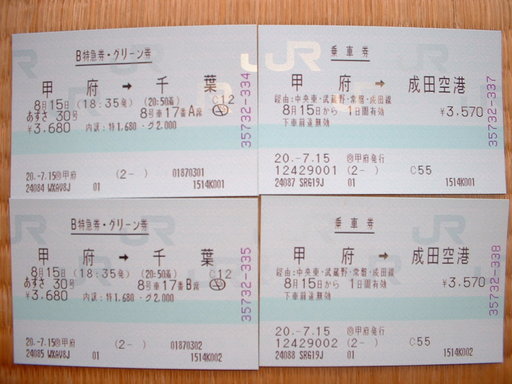 B特急券・グリーン券
甲府 → 千葉
8月15日 (18:35発) (20:50着) C12
あずさ 30号 8号車17番A席
¥3,680 内訳:特1,680・グ2,000
20.-7.15 甲府 (2- ) 01870301
24084 WXAV8J 01 1514K001
35732-334
乗車券
甲府 → 成田空港
経由:中央東・武蔵野・常磐・成田線
8月15日から 1日間有効 ¥3,570
下車前途無効
20.-7.15 甲府発行
12429001 (2- ) C55
24087 SRG19J 01 1514K001
35732-337
B特急券・グリーン券
甲府 → 千葉
8月15日 (18:35発) (20:50着) C12
あずさ 30号 8号車17番B席
¥3,680 内訳:特1,680・グ2,000
20.-7.15 甲府 (2- ) 01870302
24085 WXAV8J 01 1514K002
35732-335
乗車券
甲府 → 成田空港
経由:中央東・武蔵野・常磐・成田線
8月15日から 1日間有効 ¥3,570
下車前途無効
20.-7.15 甲府発行
12429002 (2- ) C55
24088 SRG19J 01 1514K002
35732-338